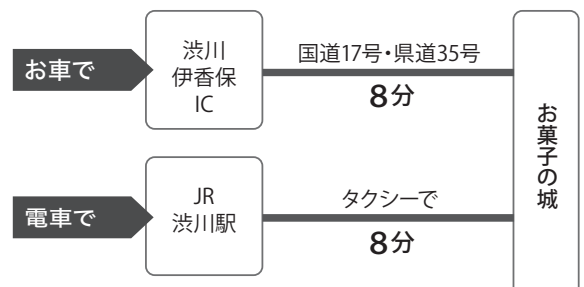 お車で
渋川
伊香保
IC
国道17号・県道35号
8分
電車で
JR
渋川駅
タクシーで
8分
お菓子の城